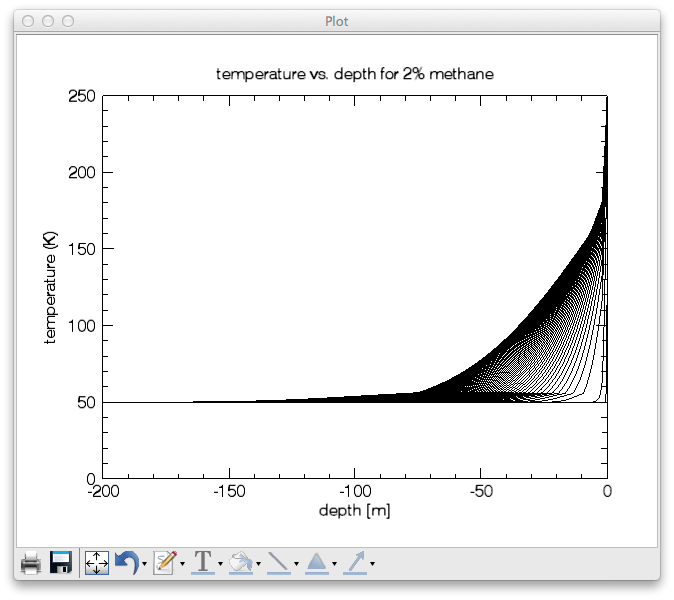 Plot
temperature vs. depth for 2% methane
250
200
150
100
50
0
temperature (K)
-200 -150 -100 -50 0
depth [m]
T